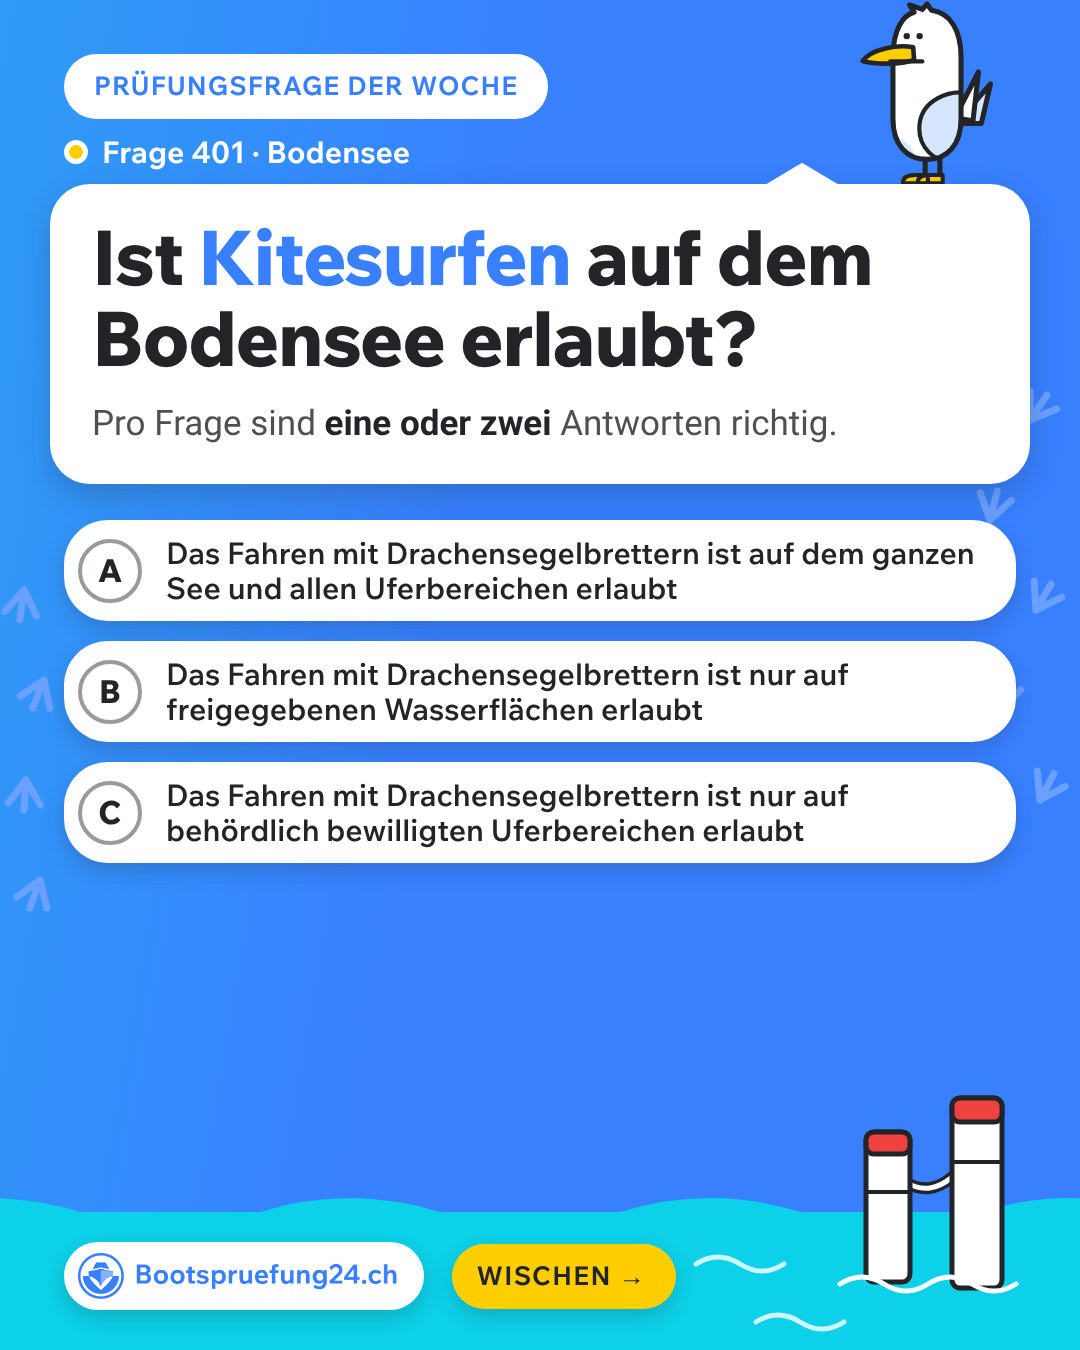 PRÜFUNGSFRAGE DER WOCHE
Frage 401 · Bodensee
Ist Kitesurfen auf dem
Bodensee erlaubt?
Pro Frage sind eine oder zwei Antworten richtig.
A
Das Fahren mit Drachensegelbrettern ist auf dem ganzen
See und allen Uferbereichen erlaubt
B
Das Fahren mit Drachensegelbrettern ist nur auf
freigegebenen Wasserflächen erlaubt
C
Das Fahren mit Drachensegelbrettern ist nur auf
behördlich bewilligten Uferbereichen erlaubt
Bootspruefung24.ch
WISCHEN →